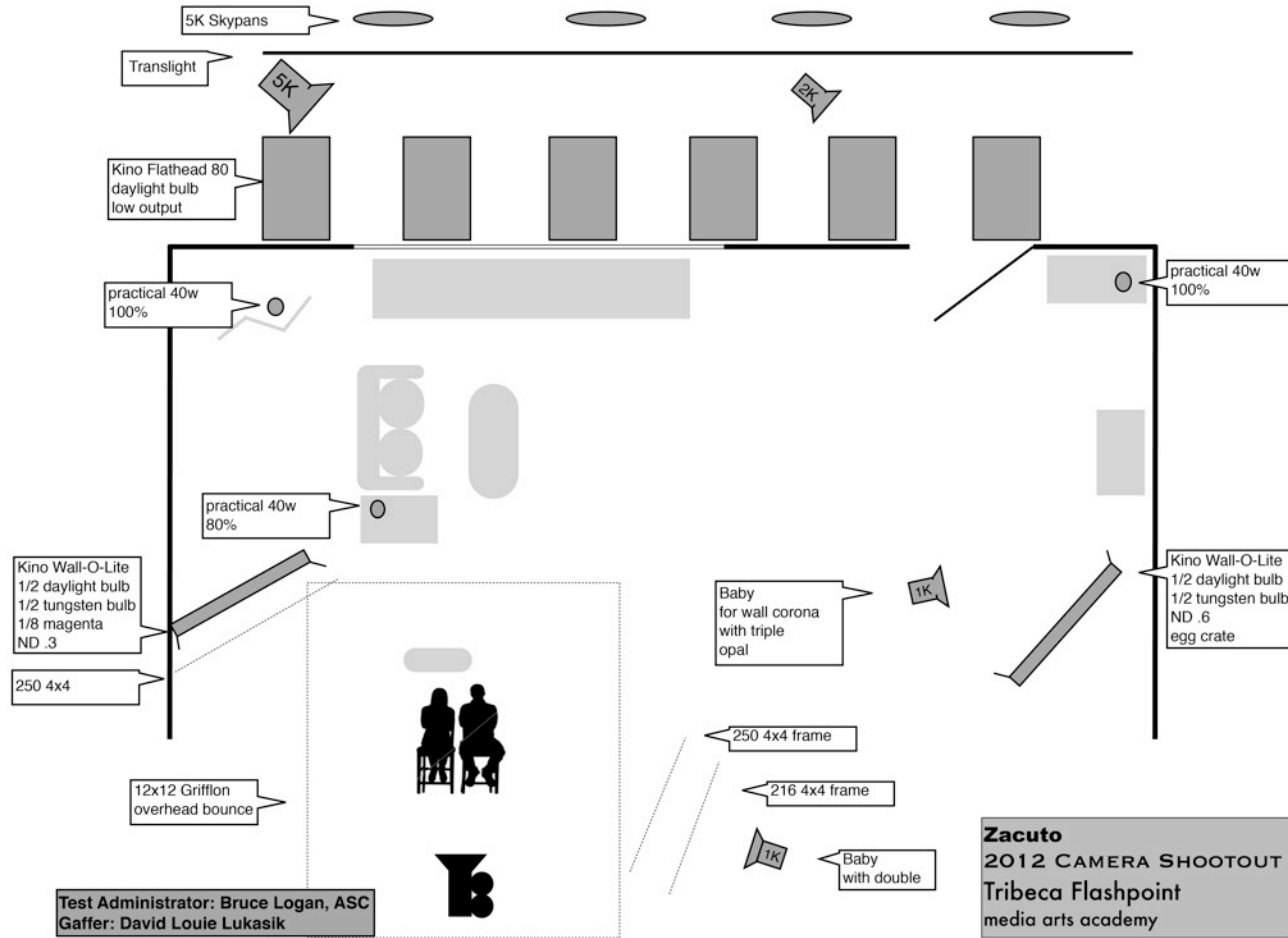 5K Skypans
Translight
5K
2K
Kino Flathead 80
daylight bulb
low output
practical 40w
100%
practical 40w
100%
practical 40w
80%
Kino Wall-O-Lite
1/2 daylight bulb
1/2 tungsten bulb
1/8 magenta
ND .3
250 4x4
Baby
for wall corona
with triple
opal
1K
Kino Wall-O-Lite
1/2 daylight bulb
1/2 tungsten bulb
ND .6
egg crate
250 4x4 frame
216 4x4 frame
12x12 Grifflon
overhead bounce
1K
Baby
with double
Test Administrator: Bruce Logan, ASC
Gaffer: David Louie Lukasik
Zacuto
2012 CAMERA SHOOTOUT
Tribeca Flashpoint
media arts academy